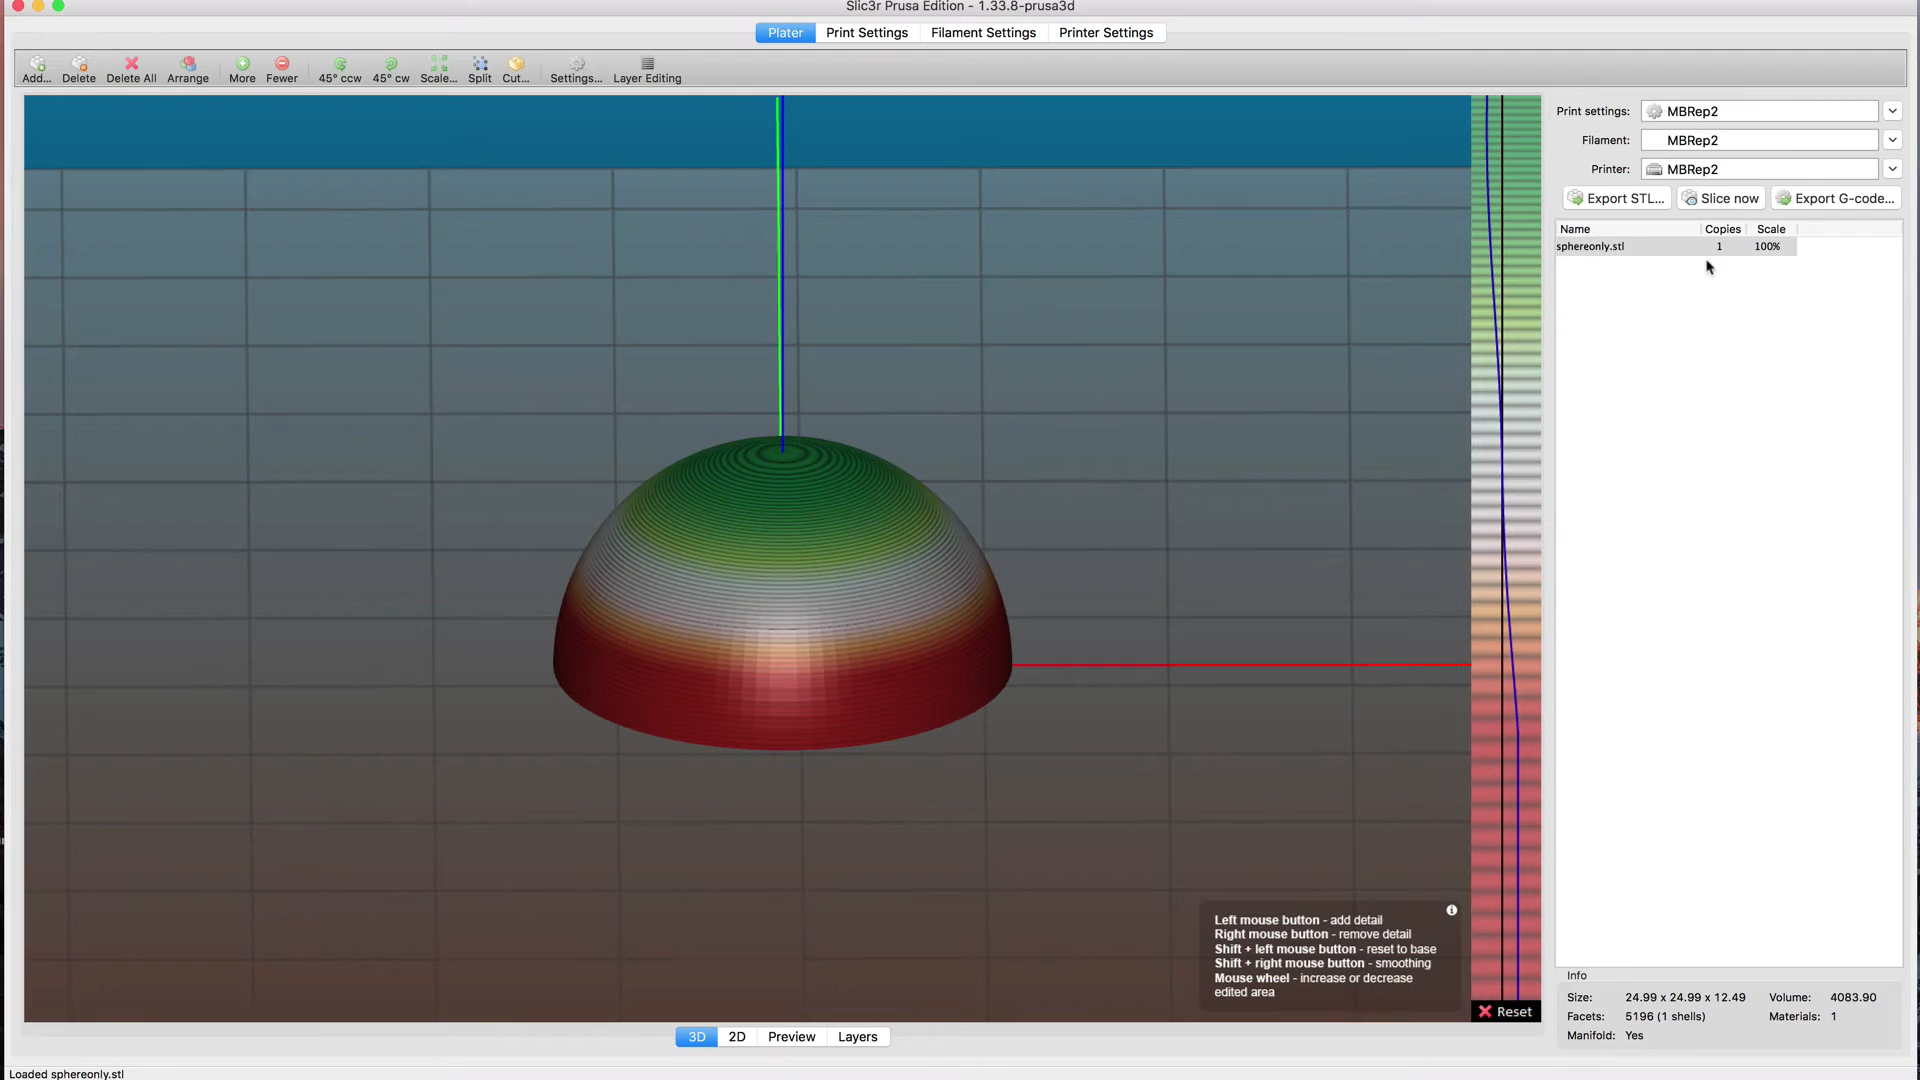 Slic3r Prusa Edition - 1.33.8-prusa3d
Plater Print Settings Filament Settings Printer Settings
Add... Delete Delete All Arrange More Fewer 45° ccw 45° cw Scale... Split Cut... Settings... Layer Editing
Print settings: MBRep2
Filament: MBRep2
Printer: MBRep2
Export STL... Slice now Export G-code...
Name Copies Scale
sphereonly.stl 1 100%
Left mouse button - add detail
Right mouse button - remove detail
Shift + left mouse button - reset to base
Shift + right mouse button - smoothing
Mouse wheel - increase or decrease
edited area
Reset
Info
Size: 24.99 x 24.99 x 12.49 Volume: 4083.90
Facets: 5196 (1 shells) Materials: 1
Manifold: Yes
3D 2D Preview Layers
Loaded sphereonly.stl